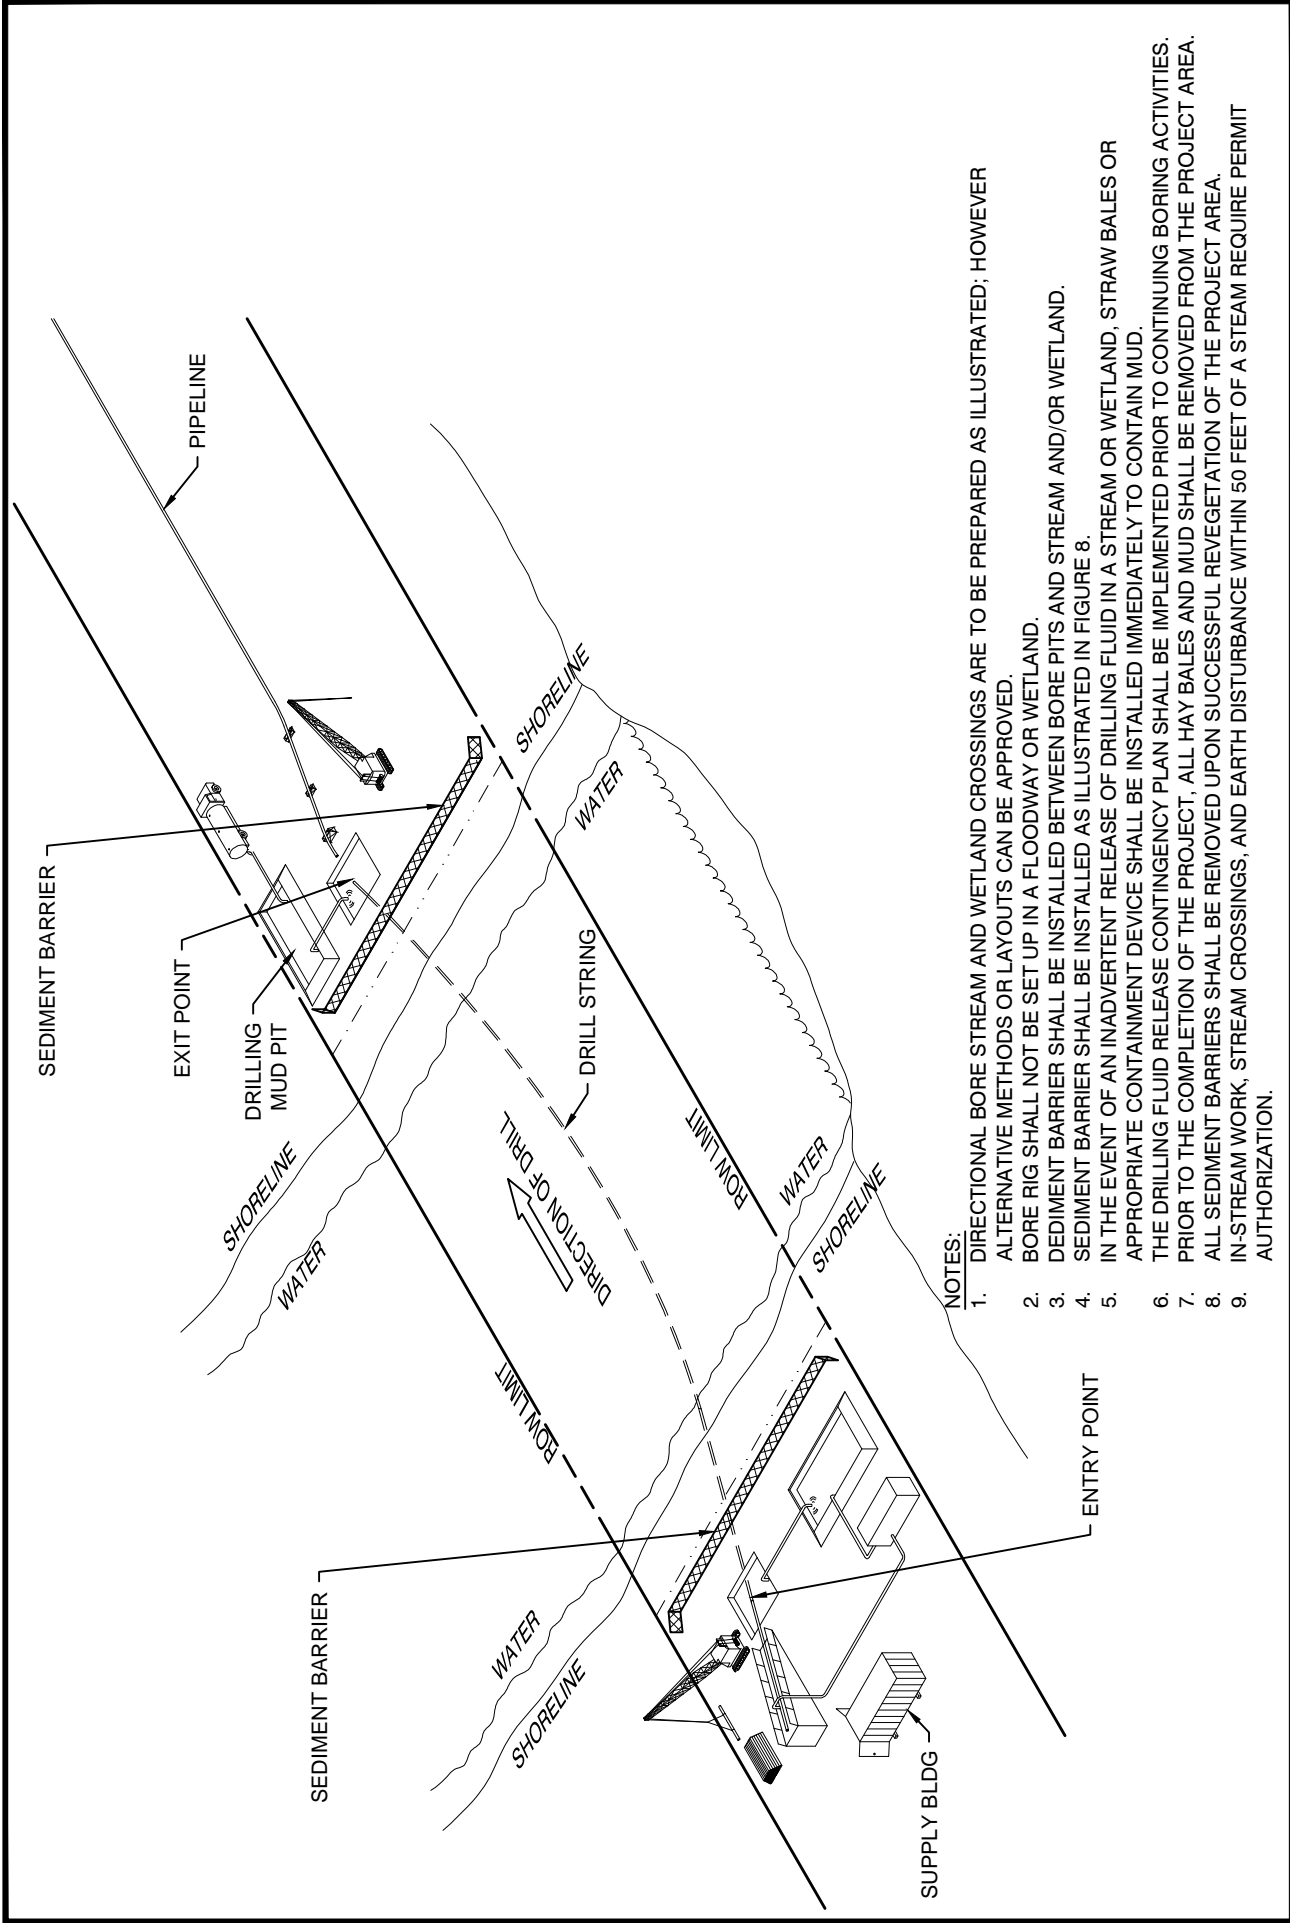 SEDIMENT BARRIER
EXIT POINT
DRILLING
MUD PIT
PIPELINE
SHORELINE
WATER
SHORELINE
WATER
DRILL STRING
DIRECTION OF DRILL
ROW LIMIT
ROW LIMIT
WATER
SHORELINE
SEDIMENT BARRIER
WATER
SHORELINE
ENTRY POINT
SUPPLY BLDG
NOTES:
1. DIRECTIONAL BORE STREAM AND WETLAND CROSSINGS ARE TO BE PREPARED AS ILLUSTRATED; HOWEVER
ALTERNATIVE METHODS OR LAYOUTS CAN BE APPROVED.
2. BORE RIG SHALL NOT BE SET UP IN A FLOODWAY OR WETLAND.
3. DEDIMENT BARRIER SHALL BE INSTALLED BETWEEN BORE PITS AND STREAM AND/OR WETLAND.
4. SEDIMENT BARRIER SHALL BE INSTALLED AS ILLUSTRATED IN FIGURE 8.
5. IN THE EVENT OF AN INADVERTENT RELEASE OF DRILLING FLUID IN A STREAM OR WETLAND, STRAW BALES OR
APPROPRIATE CONTAINMENT DEVICE SHALL BE INSTALLED IMMEDIATELY TO CONTAIN MUD.
6. THE DRILLING FLUID RELEASE CONTINGENCY PLAN SHALL BE IMPLEMENTED PRIOR TO CONTINUING BORING ACTIVITIES.
7. PRIOR TO THE COMPLETION OF THE PROJECT, ALL HAY BALES AND MUD SHALL BE REMOVED FROM THE PROJECT AREA.
8. ALL SEDIMENT BARRIERS SHALL BE REMOVED UPON SUCCESSFUL REVEGETATION OF THE PROJECT AREA.
9. IN-STREAM WORK, STREAM CROSSINGS, AND EARTH DISTURBANCE WITHIN 50 FEET OF A STEAM REQUIRE PERMIT
AUTHORIZATION.